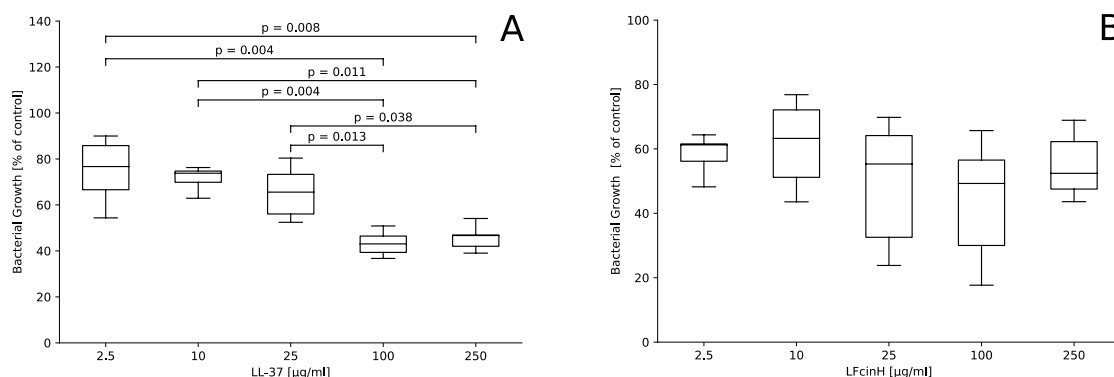 A
Bacterial Growth [% of control]
140
120
100
80
60
40
20
0
p = 0.008
p = 0.004
p = 0.011
p = 0.004
p = 0.038
p = 0.013
2.5 10 25 100 250
LL-37 [µg/ml]
B
Bacterial Growth [% of control]
100
80
60
40
20
0
2.5 10 25 100 250
LFcinH [µg/ml]